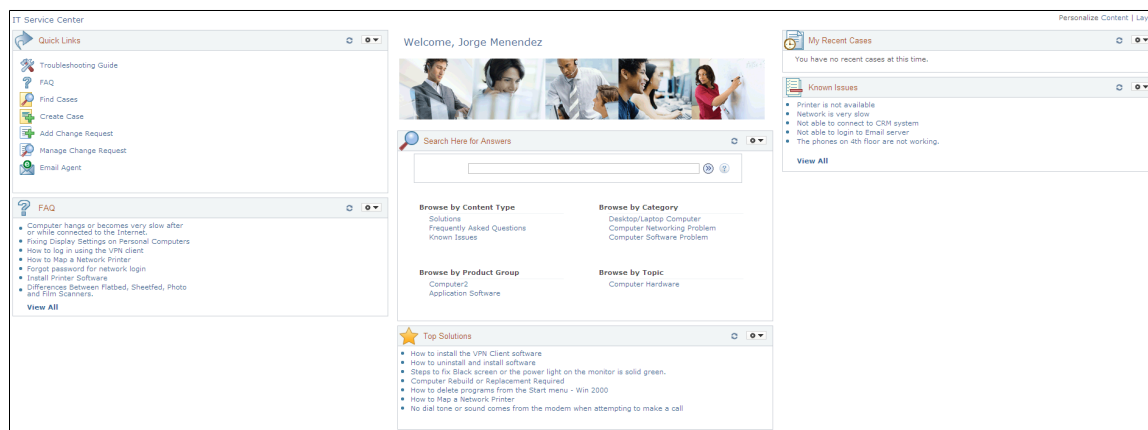 IT Service Center
Personalize Content | Lay
Quick Links
Troubleshooting Guide
FAQ
Find Cases
Create Case
Add Change Request
Manage Change Request
Email Agent
FAQ
Computer hangs or becomes very slow after
or while connected to the Internet.
Fixing Display Settings on Personal Computers
How to log in using the VPN client
How to Map a Network Printer
Forgot password for network login
Install Printer Software
Differences Between Flatbed, Sheetfed, Photo
and Film Scanners.
View All
Welcome, Jorge Menendez
Search Here for Answers
Browse by Content Type
Solutions
Frequently Asked Questions
Known Issues
Browse by Category
Desktop/Laptop Computer
Computer Networking Problem
Computer Software Problem
Browse by Product Group
Computer2
Application Software
Browse by Topic
Computer Hardware
Top Solutions
How to install the VPN Client software
How to uninstall and install software
Steps to fix Black screen or the power light on the monitor is solid green.
Computer Rebuild or Replacement Required
How to delete programs from the Start menu - Win 2000
How to Map a Network Printer
No dial tone or sound comes from the modem when attempting to make a call
My Recent Cases
You have no recent cases at this time.
Known Issues
Printer is not available
Network is very slow
Not able to connect to CRM system
Not able to login to Email server
The phones on 4th floor are not working.
View All